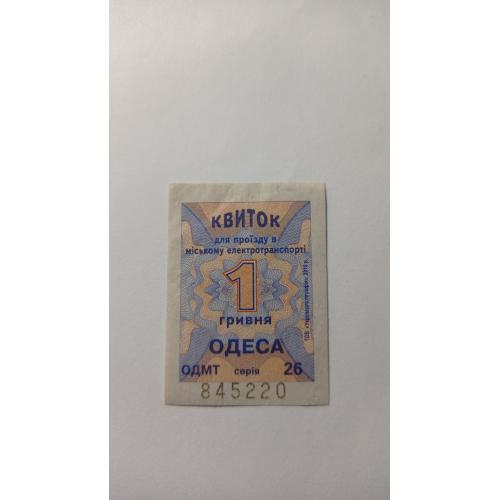 КВИТОК
для проїзду в
міському електротранспорті
1
гривня
ОДЕСА
ОДМТ серія 26
845220